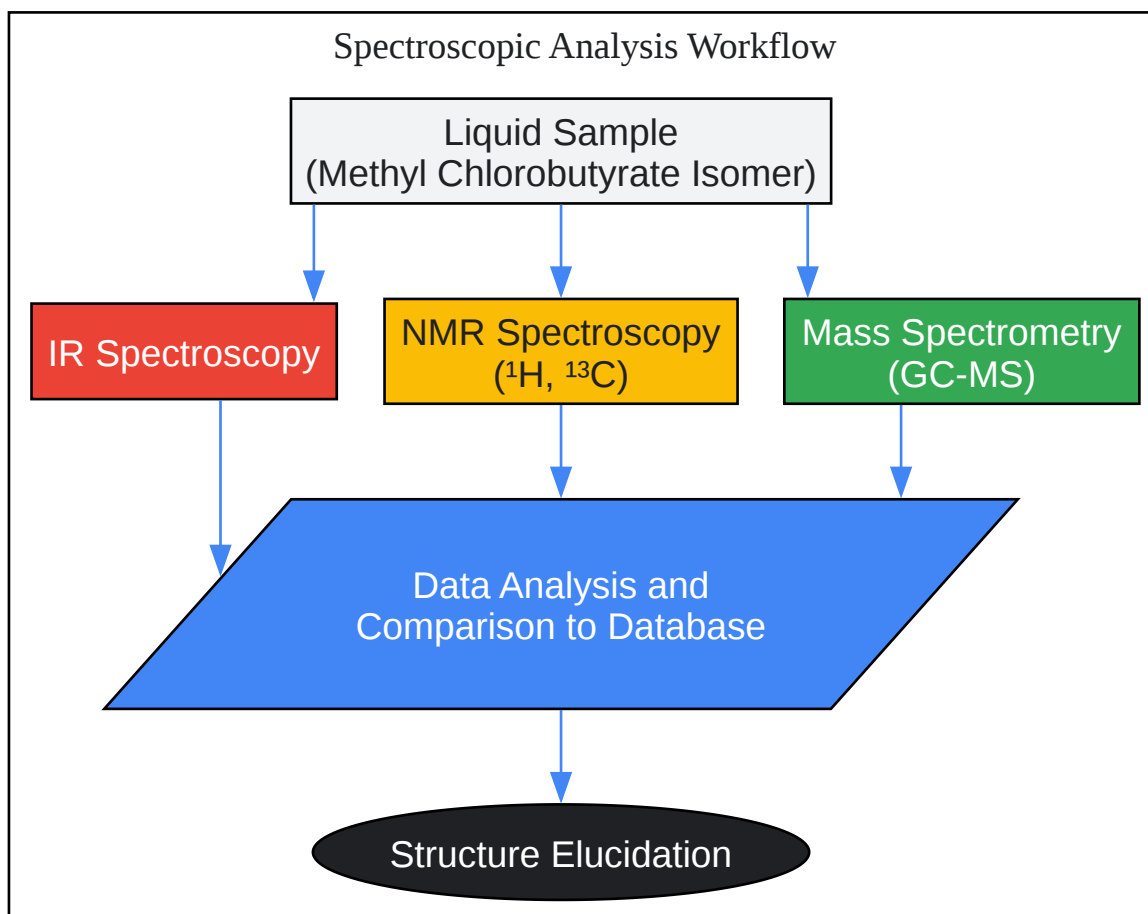 Spectroscopic Analysis Workflow
Liquid Sample
(Methyl Chlorobutyrate Isomer)
IR Spectroscopy
NMR Spectroscopy
(¹H, ¹³C)
Mass Spectrometry
(GC-MS)
Data Analysis and
Comparison to Database
Structure Elucidation